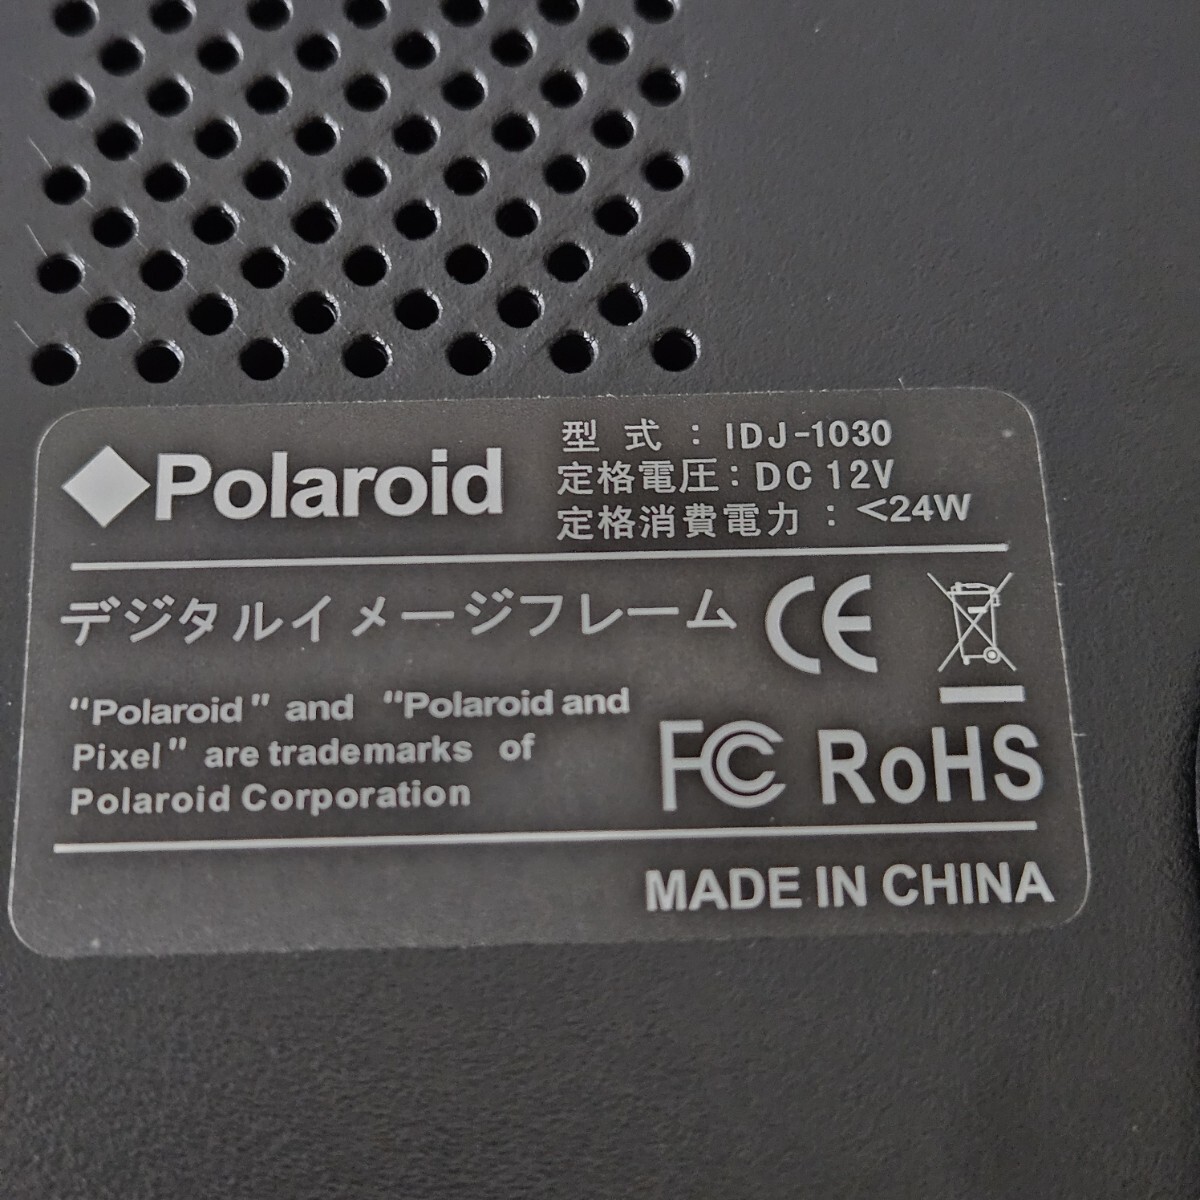 Polaroid
型式：IDJ-1030
定格電圧：DC 12V
定格消費電力：<24W
デジタルイメージフレーム
CE
"Polaroid" and "Polaroid and
Pixel" are trademarks of
Polaroid Corporation
FC RoHS
MADE IN CHINA